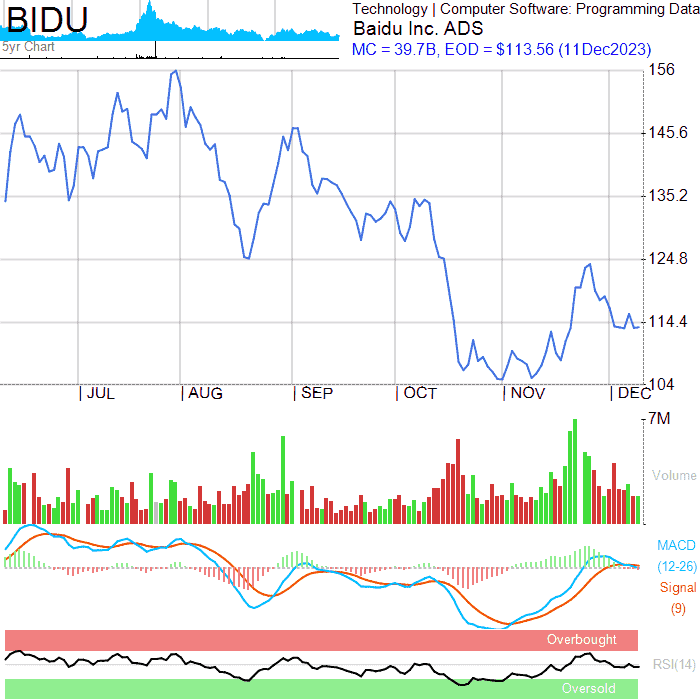 BIDU
5yr Chart
Technology | Computer Software: Programming Data
Baidu Inc. ADS
MC = 39.7B, EOD = $113.56 (11Dec2023)
156
145.6
135.2
124.8
114.4
104
JUL AUG SEP OCT NOV DEC
7M
Volume
MACD
(12-26)
Signal
(9)
Overbought
RSI(14)
Oversold